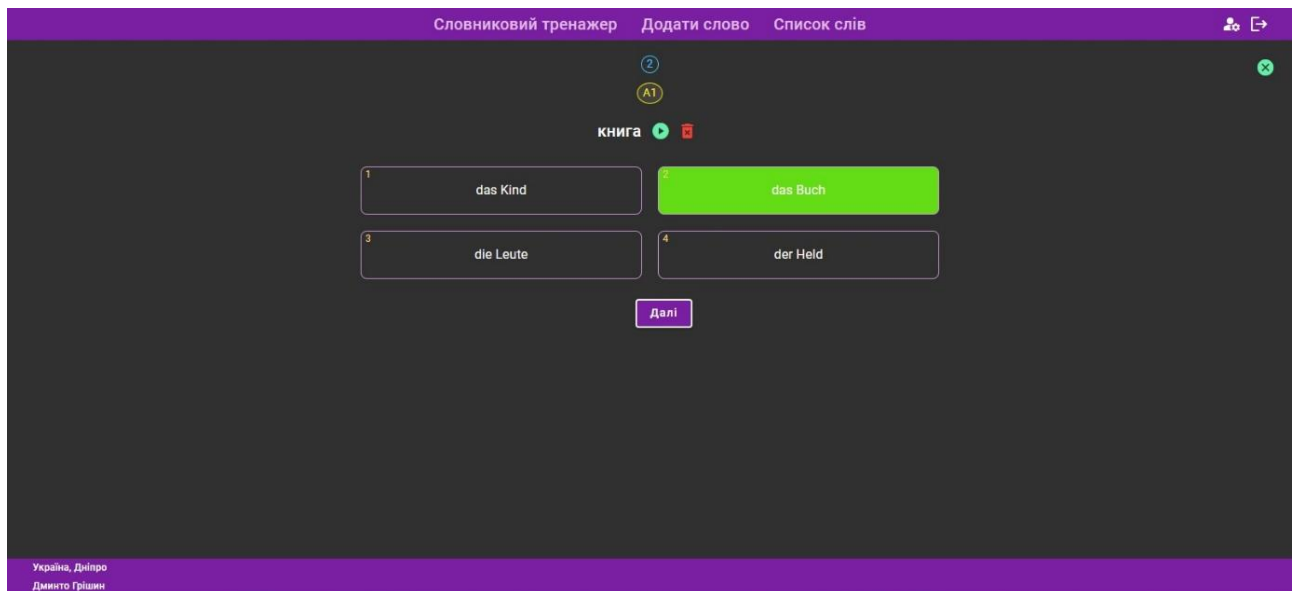 Словниковий тренажер Додати слово Список слів
2
A1
книга
1 das Kind
2 das Buch
3 die Leute
4 der Held
Далі
Україна, Дніпро
Дминто Грішин